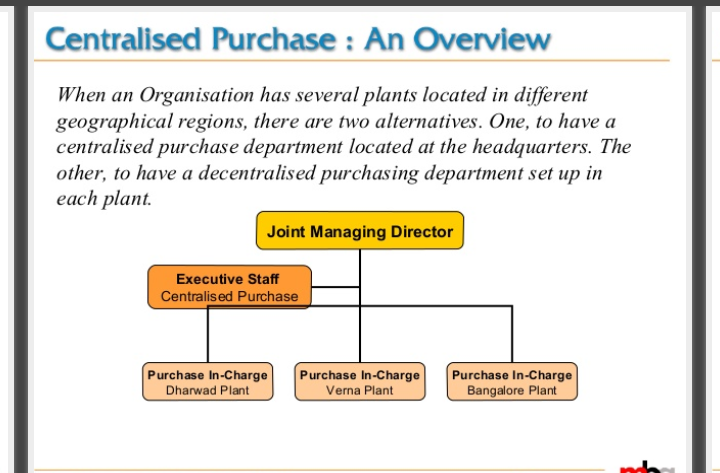 Centralised Purchase : An Overview
When an Organisation has several plants located in different
geographical regions, there are two alternatives. One, to have a
centralised purchase department located at the headquarters. The
other, to have a decentralised purchasing department set up in
each plant.
Joint Managing Director
Executive Staff
Centralised Purchase
Purchase In-Charge
Dharwad Plant
Purchase In-Charge
Verna Plant
Purchase In-Charge
Bangalore Plant